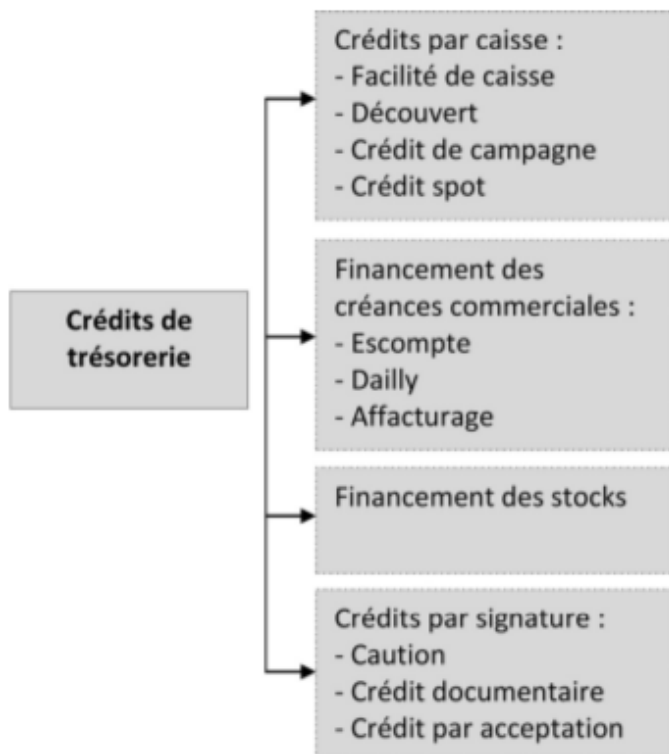 Crédits de
trésorerie
Crédits par caisse :
- Facilité de caisse
- Découvert
- Crédit de campagne
- Crédit spot
Financement des
créances commerciales :
- Escompte
- Dailly
- Affacturage
Financement des stocks
Crédits par signature :
- Caution
- Crédit documentaire
- Crédit par acceptation